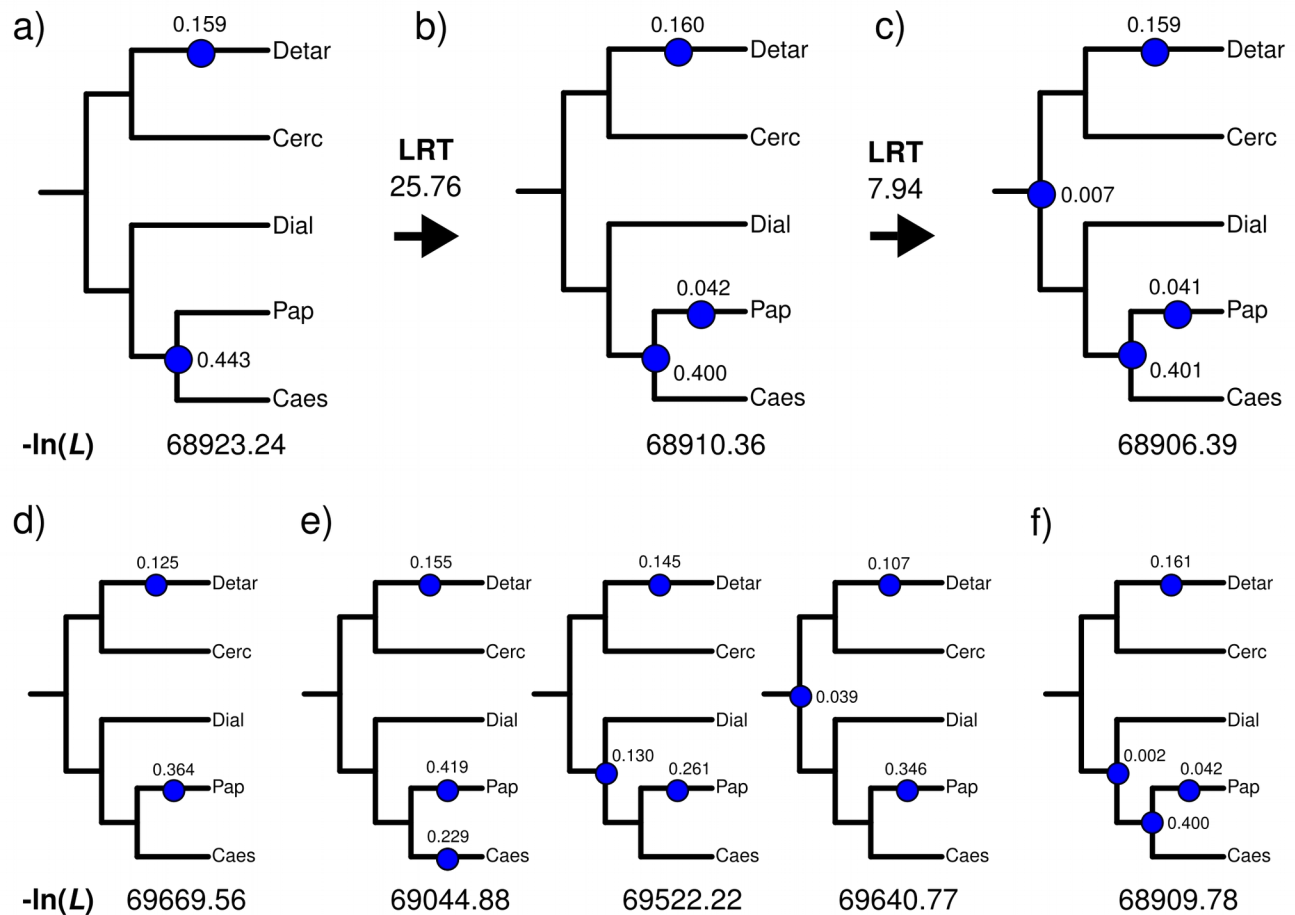 a)
0.159
Detar
Cerc
Dial
Pap
0.443
Caes
-ln(L) 68923.24
LRT
25.76
b)
0.160
Detar
Cerc
Dial
0.042
Pap
0.400
Caes
68910.36
LRT
7.94
c)
0.159
Detar
Cerc
0.007
Dial
0.041
Pap
0.401
Caes
68906.39
d)
0.125
Detar
Cerc
Dial
0.364
Pap
Caes
-ln(L) 69669.56
e)
0.155
Detar
Cerc
Dial
0.419
Pap
0.229
Caes
69044.88
0.145
Detar
Cerc
Dial
0.130
0.261
Pap
Caes
69522.22
0.107
Detar
Cerc
0.039
Dial
0.346
Pap
Caes
69640.77
f)
0.161
Detar
Cerc
Dial
0.002
0.042
Pap
0.400
Caes
68909.78